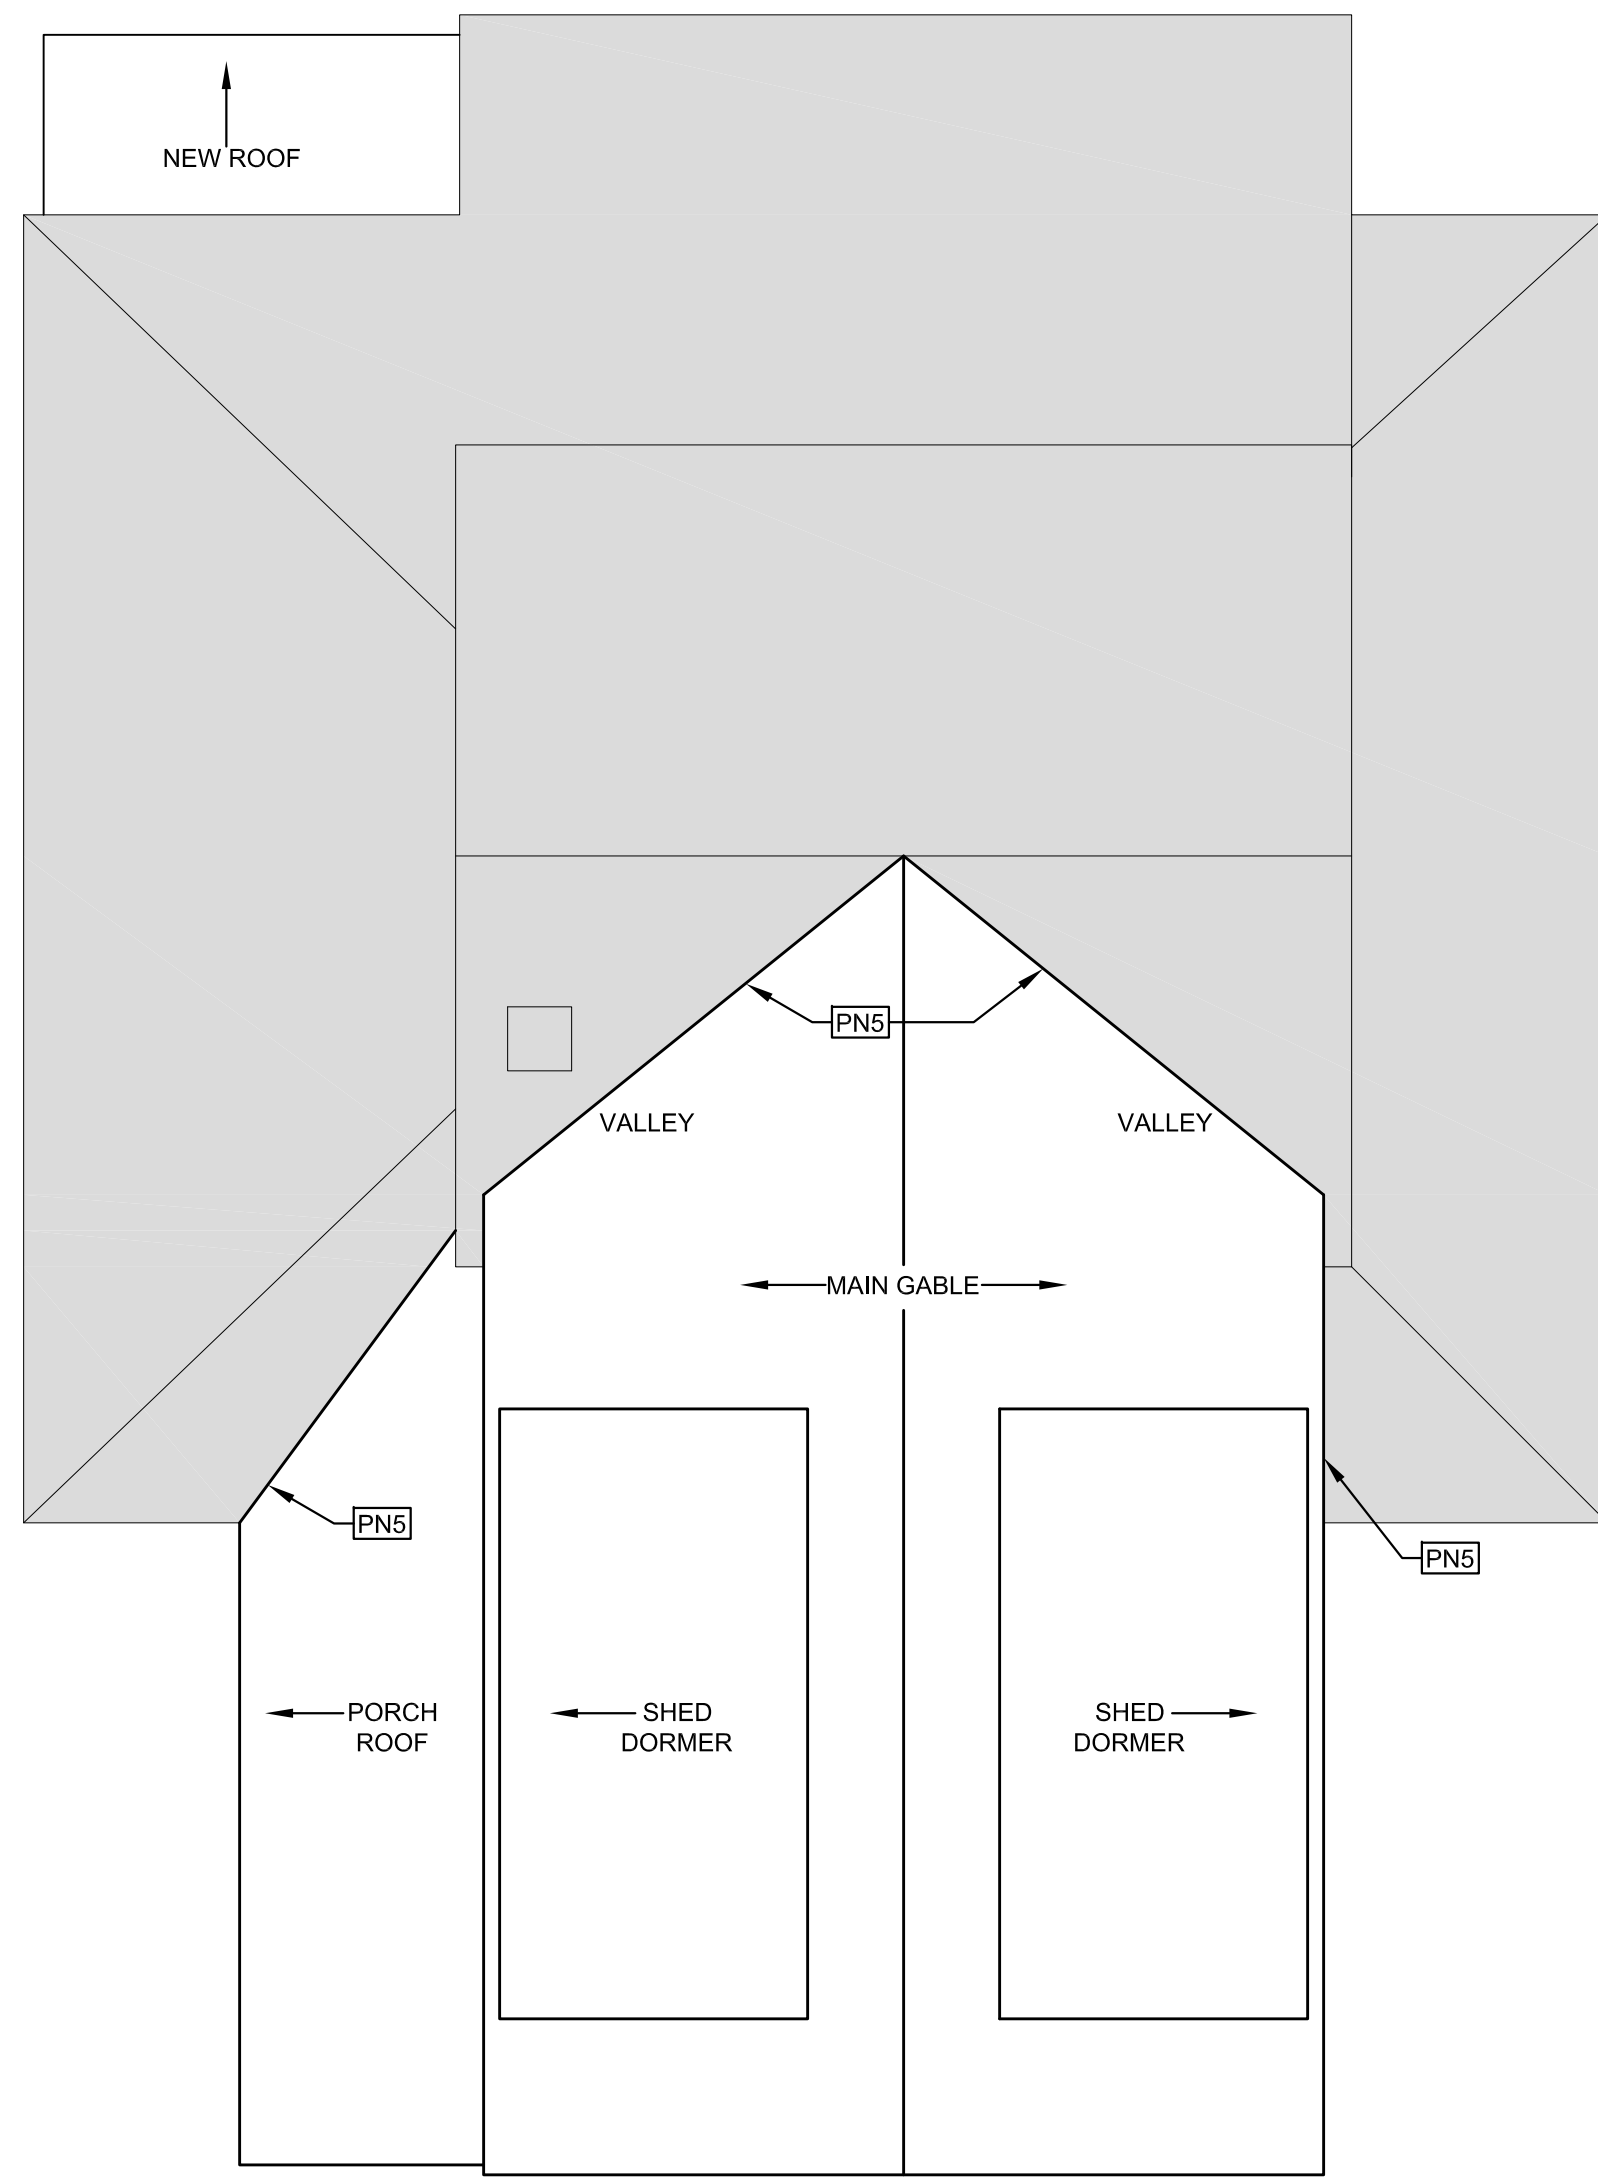 NEW ROOF
PN5
VALLEY
VALLEY
MAIN GABLE
PN5
PN5
PORCH
ROOF
SHED
DORMER
SHED
DORMER